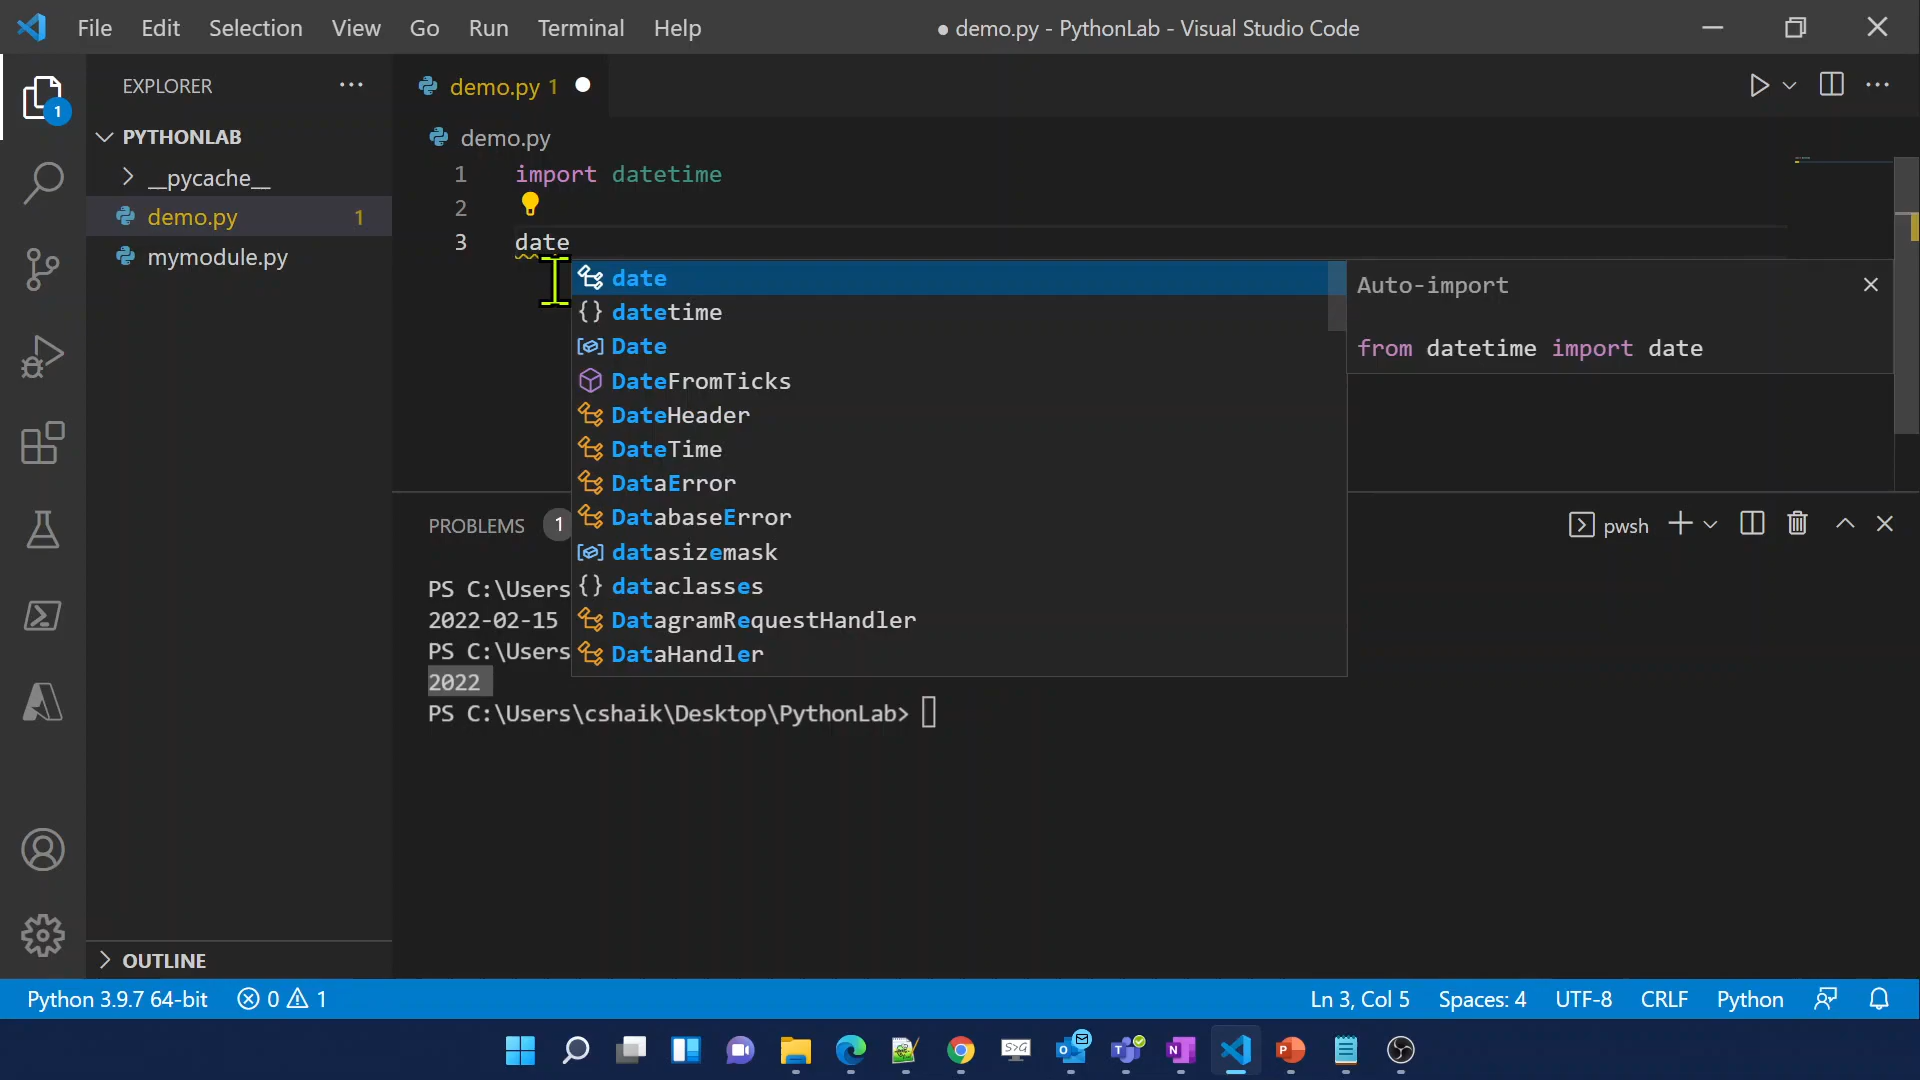 File Edit Selection View Go Run Terminal Help
● demo.py - PythonLab - Visual Studio Code
EXPLORER
1
PYTHONLAB
__pycache__
demo.py 1
mymodule.py
OUTLINE
demo.py 1
demo.py
1 import datetime
2
3 date
date
datetime
Date
DateFromTicks
DateHeader
DateTime
DataError
DatabaseError
datasizemask
dataclasses
DatagramRequestHandler
DataHandler
Auto-import
from datetime import date
PROBLEMS 1
pwsh
PS C:\Users
2022-02-15
PS C:\Users
2022
PS C:\Users\cshaik\Desktop\PythonLab>
Python 3.9.7 64-bit 0 1
Ln 3, Col 5 Spaces: 4 UTF-8 CRLF Python
S>G